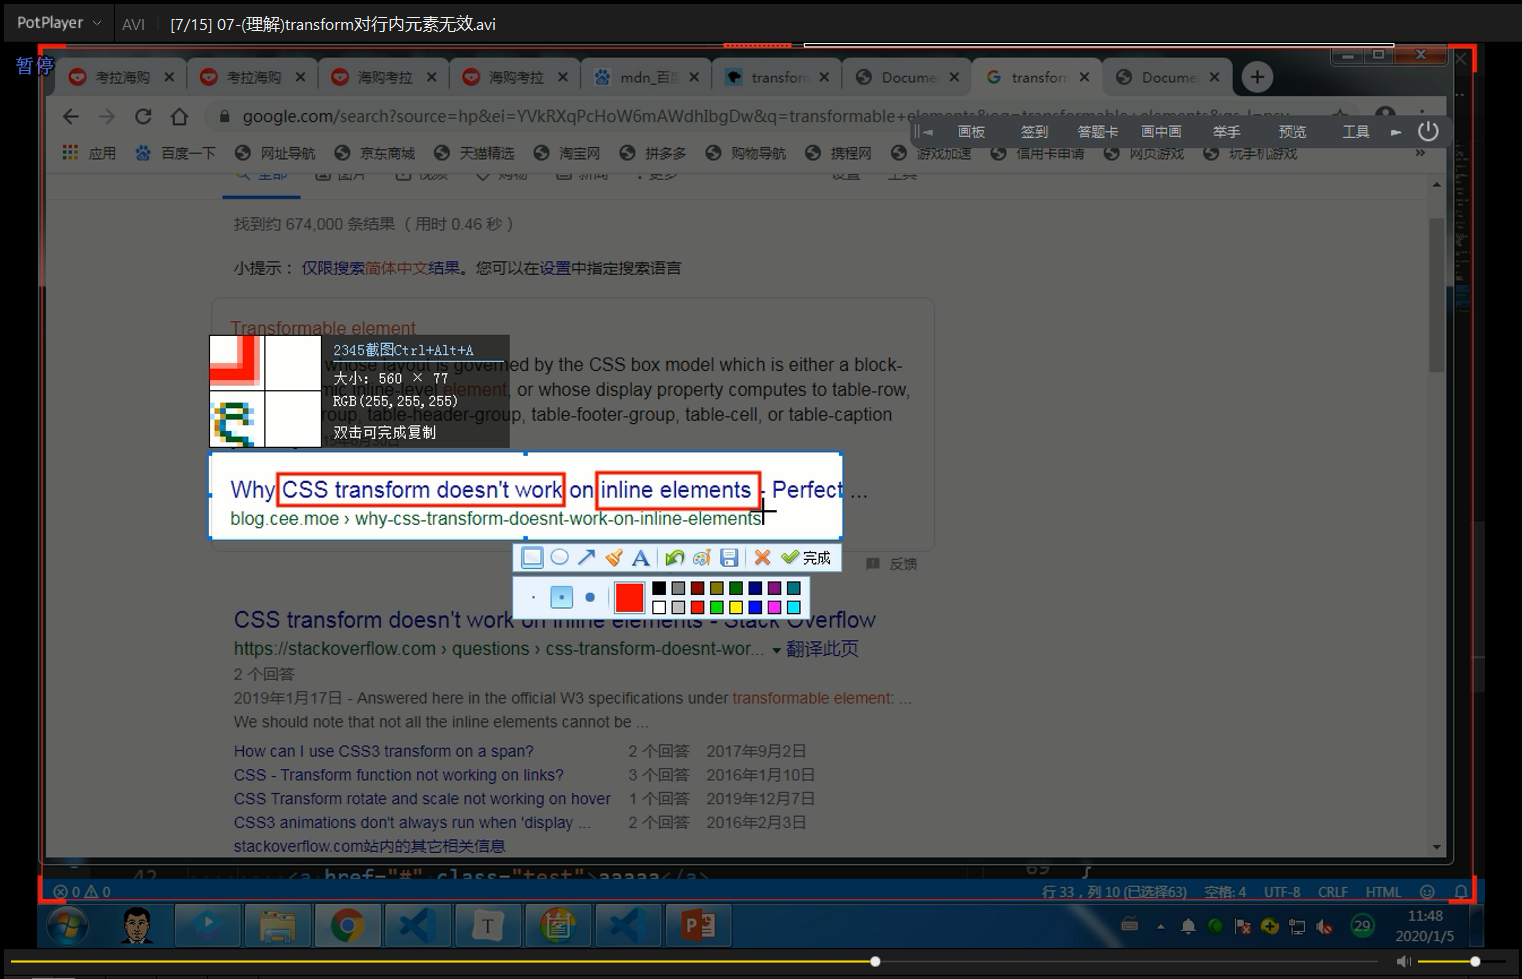 PotPlayer AVI [7/15] 07-(理解)transform对行内元素无效.avi
暂停
考拉海购 考拉海购 海购考拉 海购考拉 mdn_百 transform Docume transform Docume
google.com/search?source=hp&ei=YVkRXqPcHoW6mAWdhIbgDw&q=transformable+
画板 签到 答题卡 画中画 举手 预览 工具
应用 百度一下 网址导航 京东商城 天猫精选 淘宝网 拼多多 购物导航 携程网 游戏加速 信用卡申请 网页游戏 玩手机游戏 »
全部 图片 视频 购物 新闻 更多 设置 工具
找到约 674,000 条结果 （用时 0.46 秒）
小提示： 仅限搜索简体中文结果。您可以在设置中指定搜索语言
Transformable element
2345截图Ctrl+Alt+A
whose layout is governed by the CSS box model which is either a block-
大小: 560 × 77
inline-level element, or whose display property computes to table-row,
RGB(255,255,255)
table-header-group, table-footer-group, table-cell, or table-caption
双击可完成复制
Why CSS transform doesn't work on inline elements - Perfect ...
blog.cee.moe › why-css-transform-doesnt-work-on-inline-elements
A 完成
反馈
CSS transform doesn't work on inline elements - Stack Overflow
https://stackoverflow.com › questions › css-transform-doesnt-wor... 翻译此页
2 个回答
2019年1月17日 - Answered here in the official W3 specifications under transformable element: ...
We should note that not all the inline elements cannot be ...
How can I use CSS3 transform on a span? 2 个回答 2017年9月2日
CSS - Transform function not working on links? 3 个回答 2016年1月10日
CSS Transform rotate and scale not working on hover 1 个回答 2019年12月7日
CSS3 animations don't always run when 'display ... 2 个回答 2016年2月3日
stackoverflow.com站内的其它相关信息
42 <a href="#" class="test">aaaaa</a> 69 }
0 0 行 33，列 10 (已选择63) 空格: 4 UTF-8 CRLF HTML
T P 29 11:48
2020/1/5